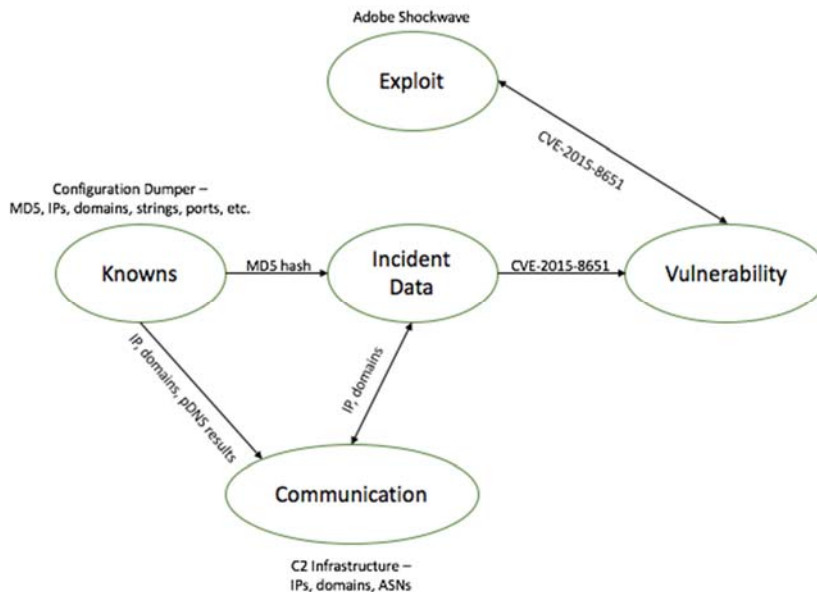 Adobe Shockwave
Exploit
CVE-2015-8651
Configuration Dumper –
MD5, IPs, domains, strings, ports, etc.
Knowns
MD5 hash
Incident
Data
CVE-2015-8651
Vulnerability
IP, domains, pDNS results
IP, domains
Communication
C2 Infrastructure –
IPs, domains, ASNs